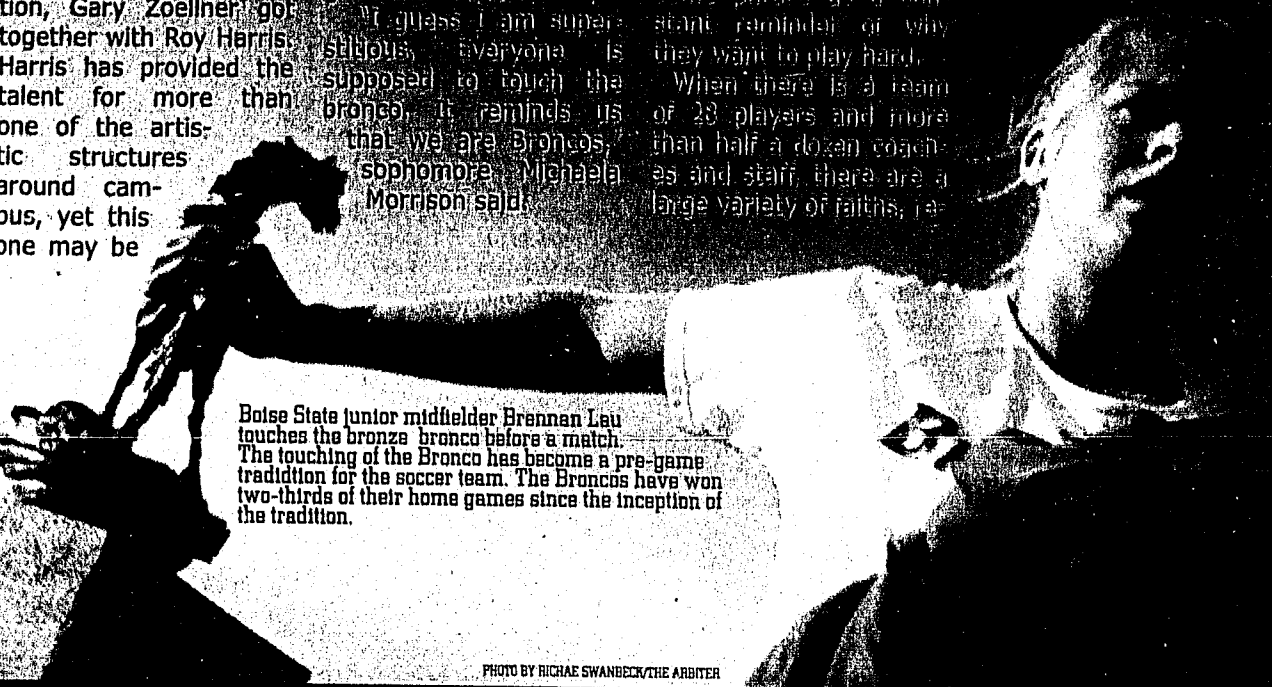 tion, Gary Zoellner got
together with Roy Harris.
Harris has provided the
talent for more than
one of the artis-
tic structures
around cam-
pus, yet this
one may be
"I guess I am super-
stitious. Everyone is
supposed to touch the
bronco. It reminds us
that we are Broncos,"
sophomore Michaela
Morrison said.
stant reminder of why
they want to play hard.
When there is a team
of 28 players and more
than half a dozen coach-
es and staff, there are a
large variety of faiths, re-
Boise State junior midfielder Brennan Lau
touches the bronze bronco before a match.
The touching of the Bronco has become a pre-game
tradidtion for the soccer team. The Broncos have won
two-thirds of their home games since the inception of
the tradition.
PHOTO BY RICHAE SWANBECK/THE ARBITER